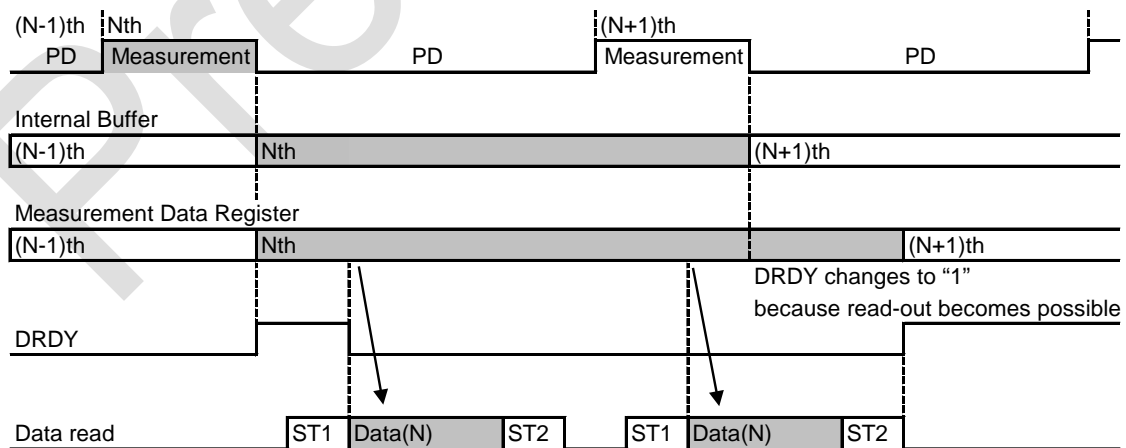 (N-1)th Nth (N+1)th
PD Measurement PD Measurement PD
Internal Buffer
(N-1)th Nth (N+1)th
Measurement Data Register
(N-1)th Nth (N+1)th
DRDY changes to “1”
because read-out becomes possible
DRDY
Data read ST1 Data(N) ST2 ST1 Data(N) ST2